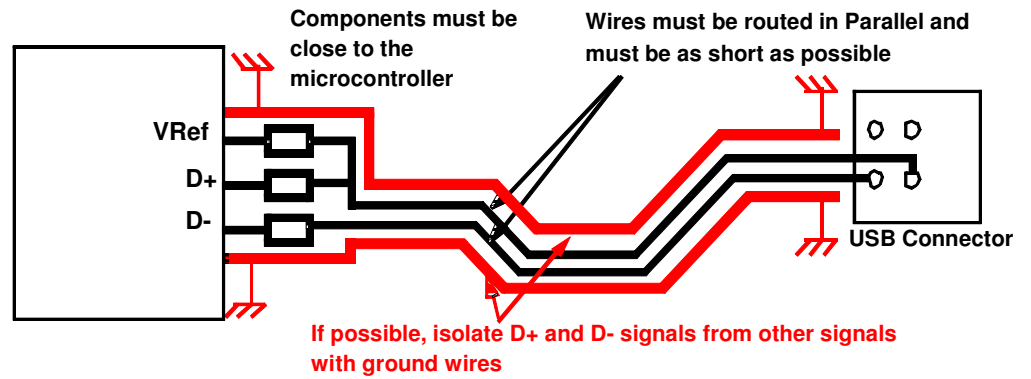 Components must be
close to the
microcontroller
Wires must be routed in Parallel and
must be as short as possible
VRef
D+
D-
USB Connector
If possible, isolate D+ and D- signals from other signals
with ground wires